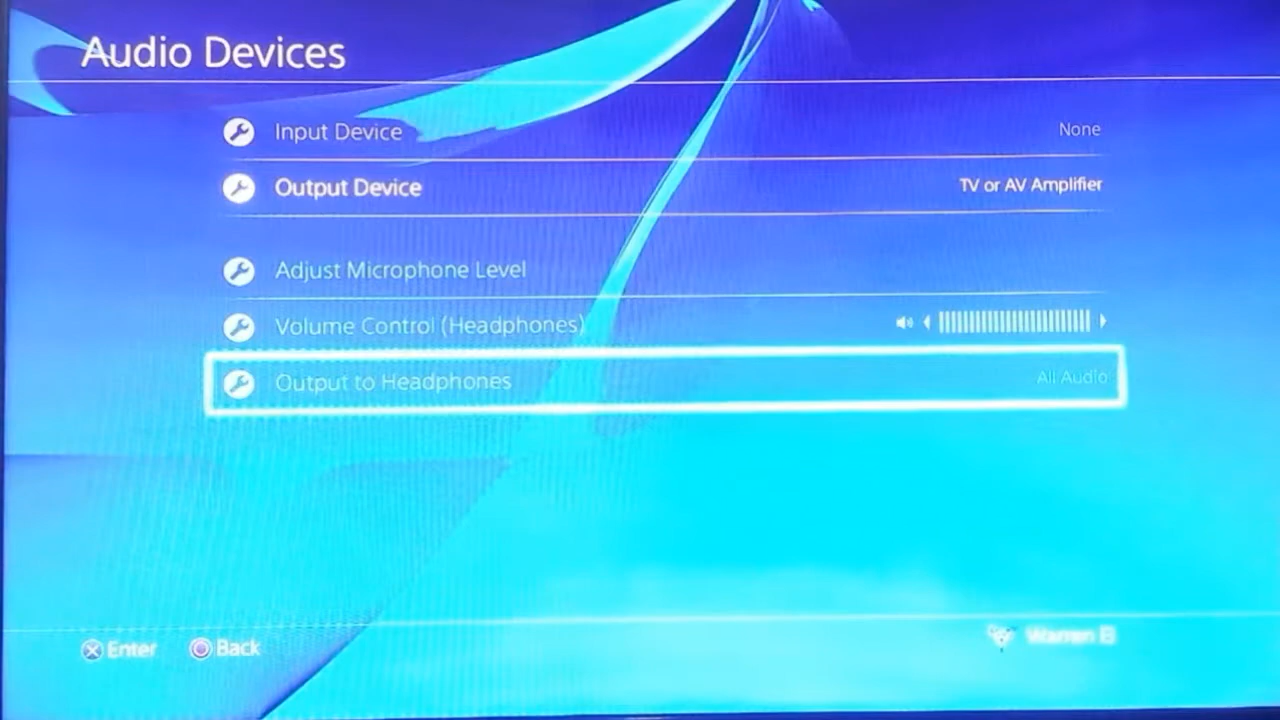 Audio Devices
Input Device None
Output Device TV or AV Amplifier
Adjust Microphone Level
Volume Control (Headphones)
Output to Headphones All Audio
Enter Back
Warren